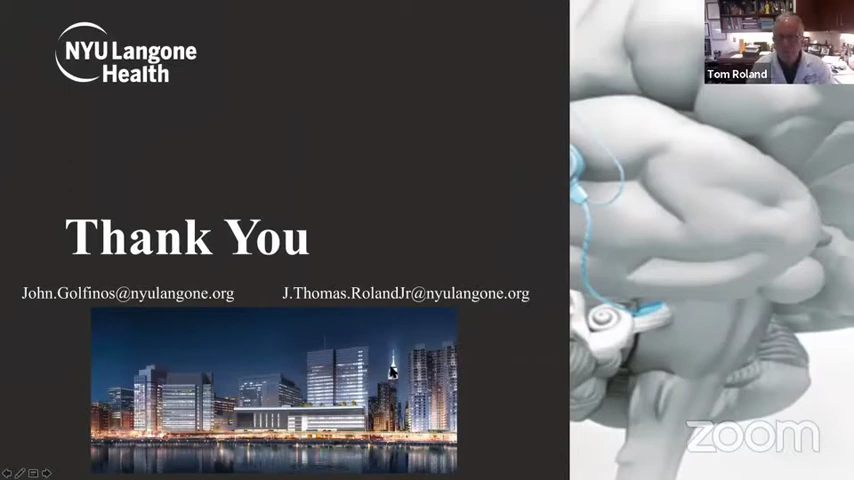 NYU Langone
Health
Tom Roland
Thank You
John.Golfinos@nyulangone.org
J.Thomas.RolandJr@nyulangone.org
zoom